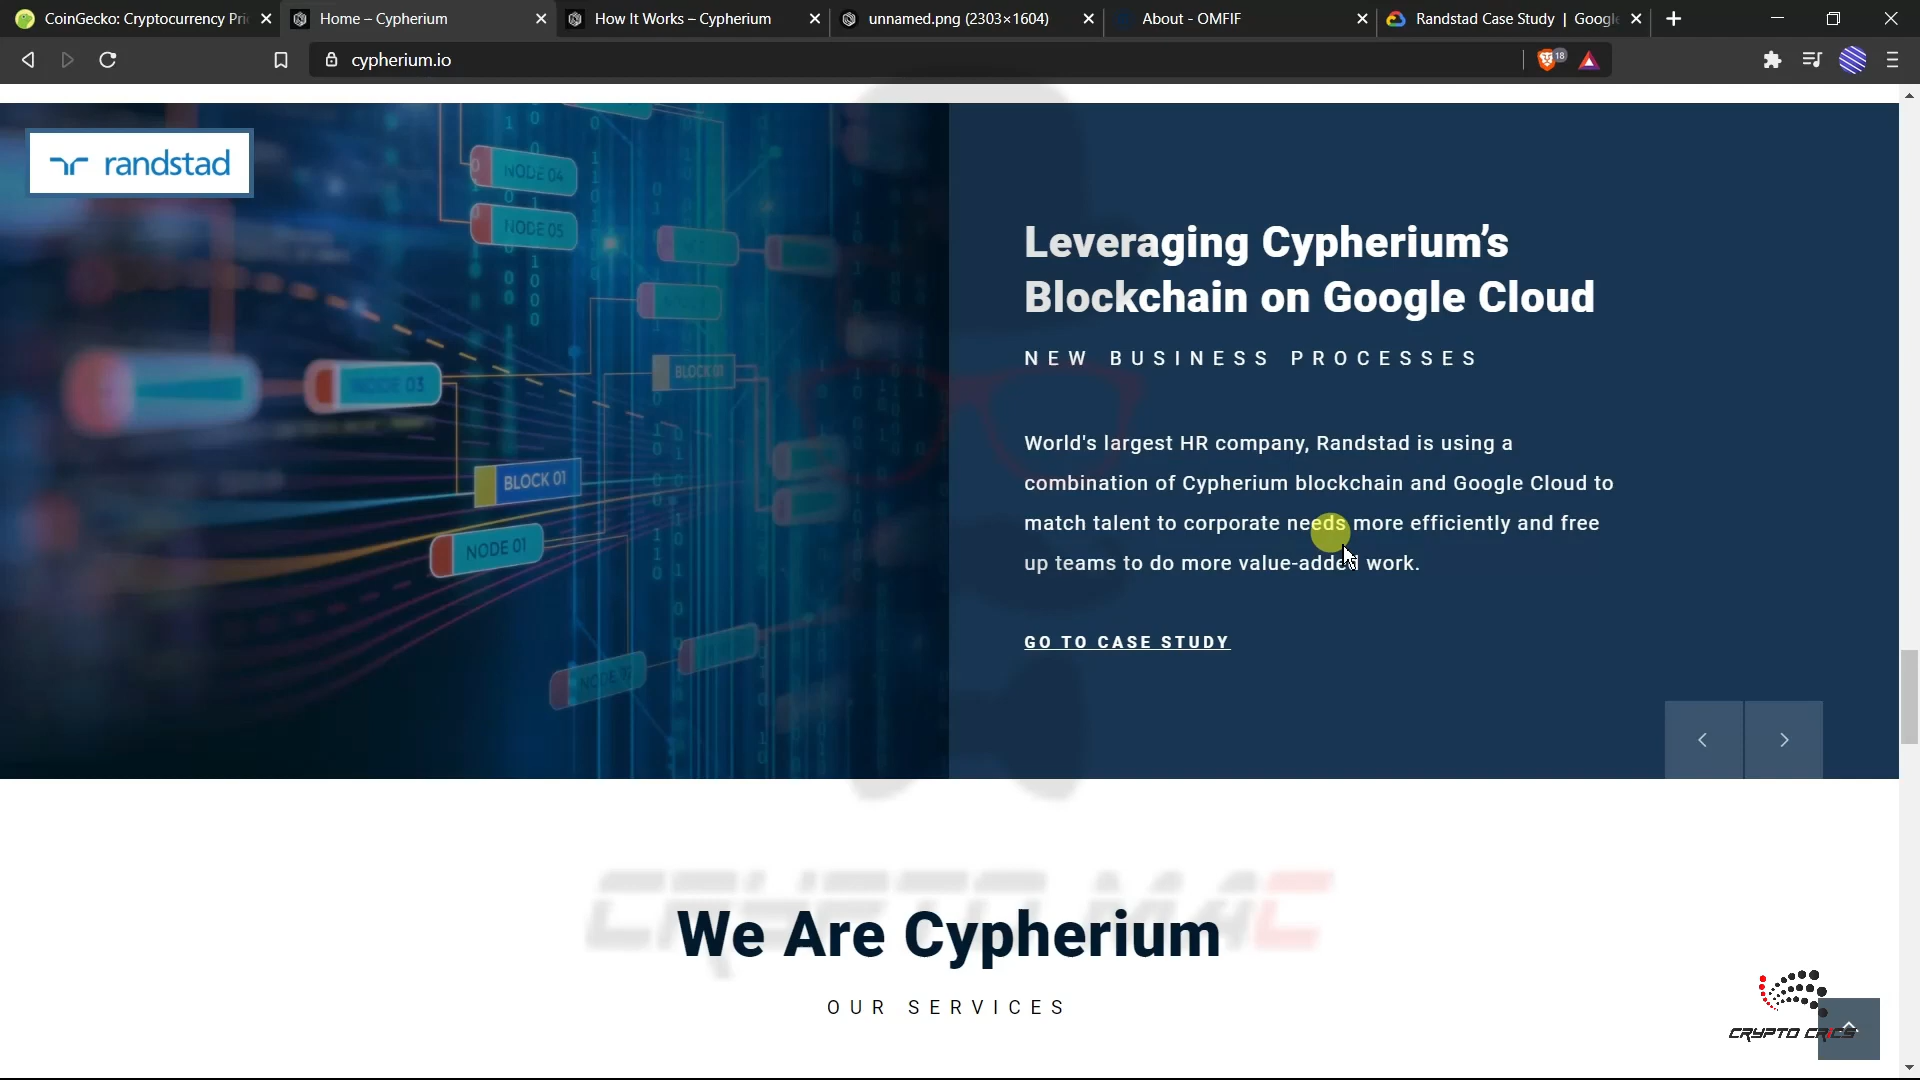 CoinGecko: Cryptocurrency Pri
Home – Cypherium
How It Works – Cypherium
unnamed.png (2303×1604)
About - OMFIF
Randstad Case Study | Googl
cypherium.io
18
randstad
NODE 04
NODE 05
NODE 03
BLOCK 01
NODE 01
Leveraging Cypherium’s
Blockchain on Google Cloud
NEW BUSINESS PROCESSES
World's largest HR company, Randstad is using a
combination of Cypherium blockchain and Google Cloud to
match talent to corporate needs more efficiently and free
up teams to do more value-added work.
GO TO CASE STUDY
CRYPTO MAC
We Are Cypherium
OUR SERVICES
CRYPTO CRICS